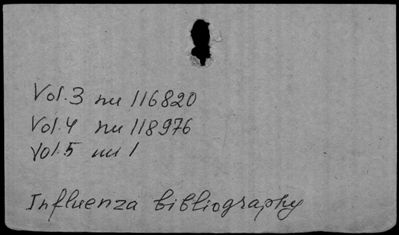 Vol.3 nu 116820
Vol.4 nu 118976
Vol.5 nu 1
Influenza bibliography